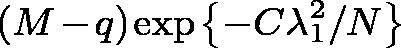 (M−q) exp {−Cλ₁²/N}